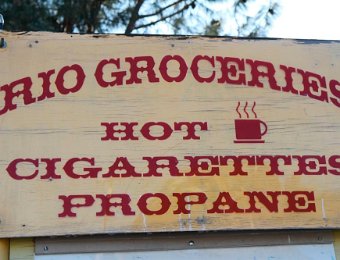 RIO GROCERIES
HOT
CIGARETTES
PROPANE